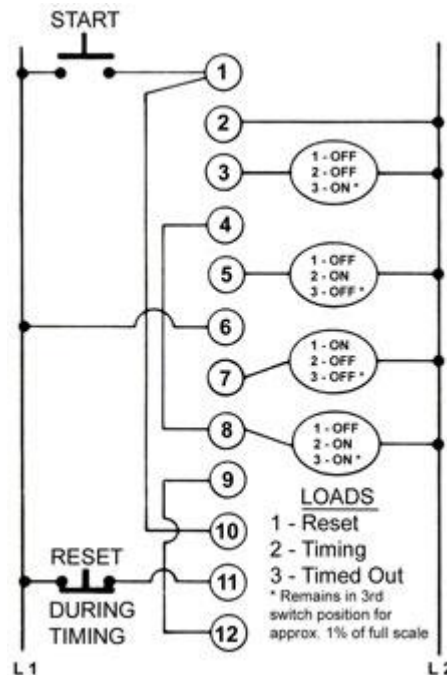 START
1
2
3
1 - OFF
2 - OFF
3 - ON *
4
5
1 - OFF
2 - ON
3 - OFF *
6
7
1 - ON
2 - OFF
3 - OFF *
8
1 - OFF
2 - ON
3 - ON *
9
10
11
12
LOADS
1 - Reset
2 - Timing
3 - Timed Out
* Remains in 3rd
switch position for
approx. 1% of full scale
RESET
DURING
TIMING
L 1
L 2